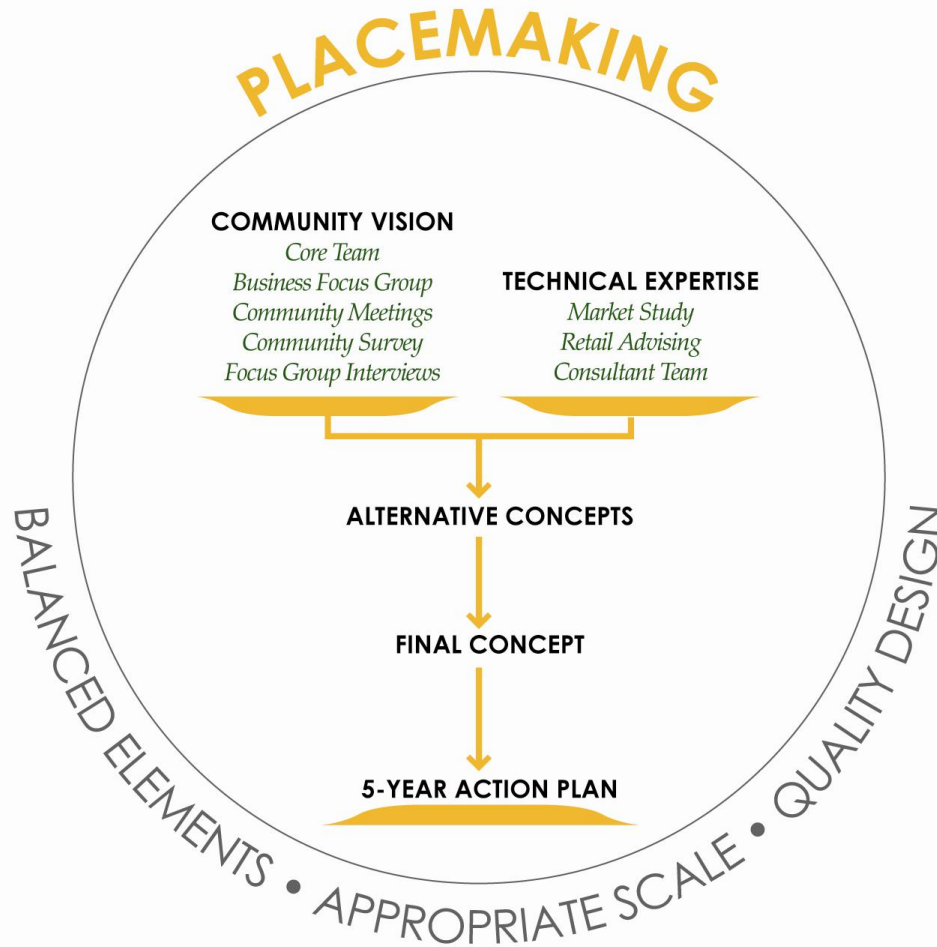 PLACEMAKING
COMMUNITY VISION
Core Team
Business Focus Group
Community Meetings
Community Survey
Focus Group Interviews
TECHNICAL EXPERTISE
Market Study
Retail Advising
Consultant Team
ALTERNATIVE CONCEPTS
FINAL CONCEPT
5-YEAR ACTION PLAN
BALANCED ELEMENTS • APPROPRIATE SCALE • QUALITY DESIGN